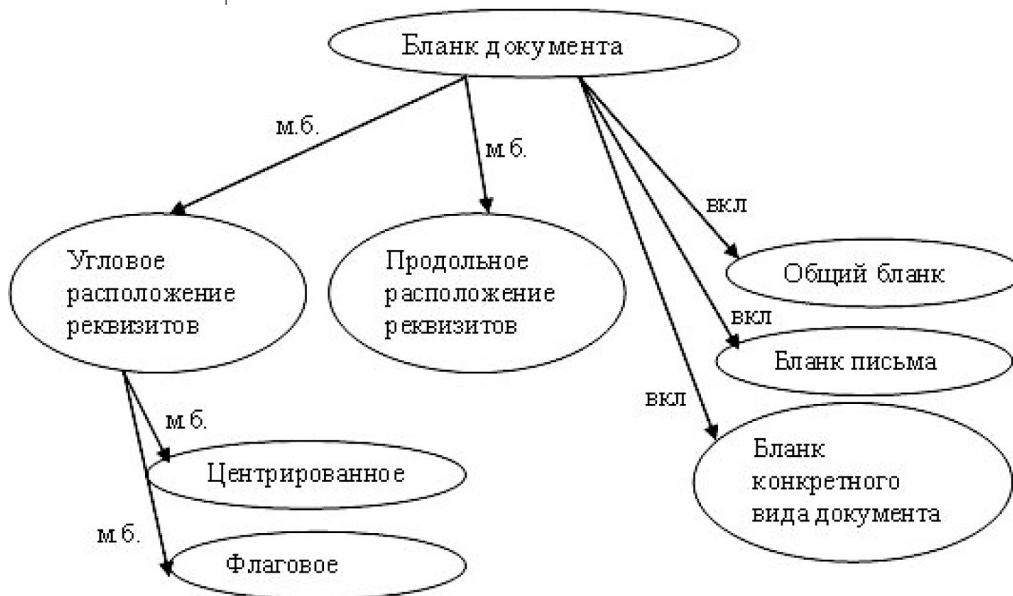 Бланк документа
м.б.
м.б.
вкл
Угловое
расположение
реквизитов
Продольное
расположение
реквизитов
Общий бланк
вкл
Бланк письма
вкл
м.б.
Центрированное
Бланк
конкретного
вида документа
м.б.
Флаговое